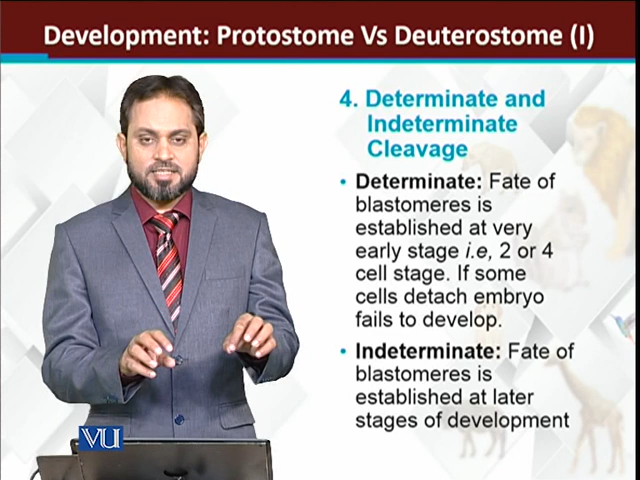 Development: Protostome Vs Deuterostome (I)
4. Determinate and
Indeterminate
Cleavage
• Determinate: Fate of
blastomeres is
established at very
early stage i.e, 2 or 4
cell stage. If some
cells detach embryo
fails to develop.
• Indeterminate: Fate of
blastomeres is
established at later
stages of development
VU